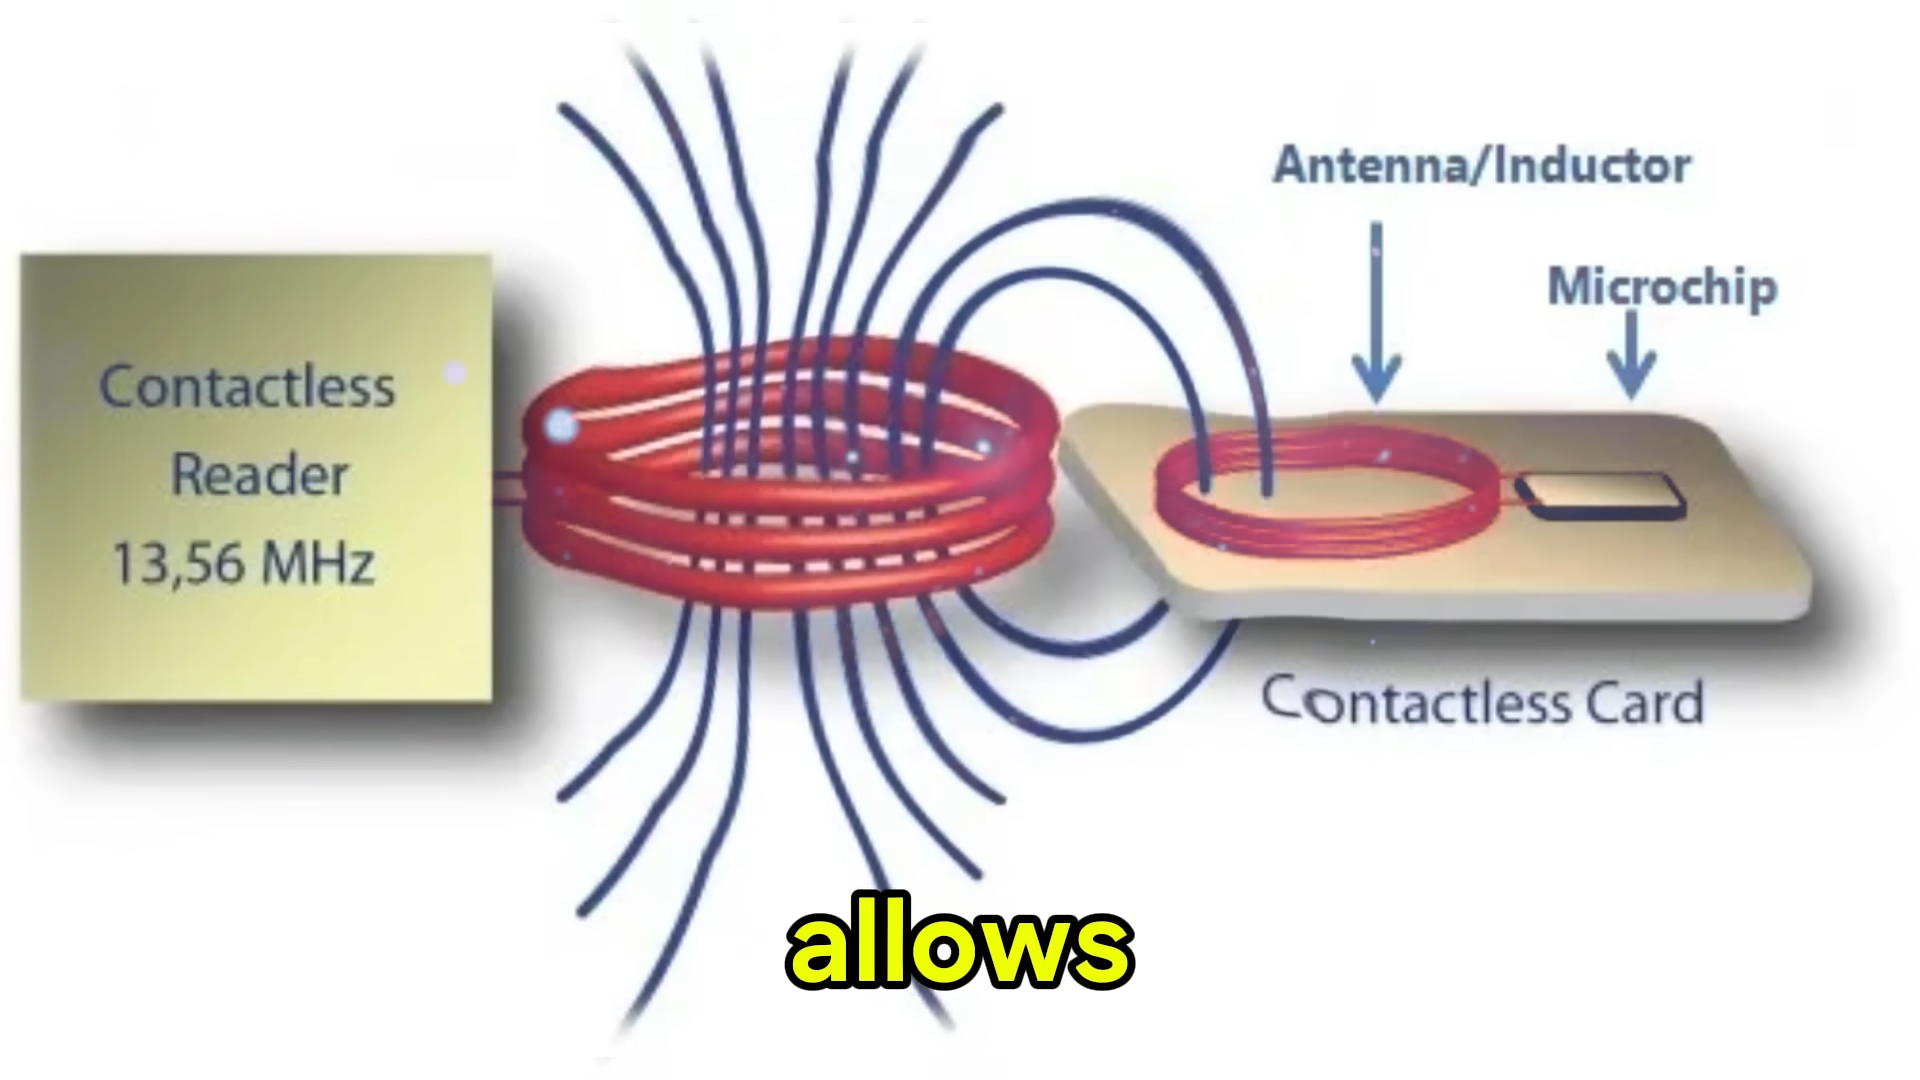 Antenna/Inductor
Microchip
Contactless
Reader
13,56 MHz
Contactless Card
allows